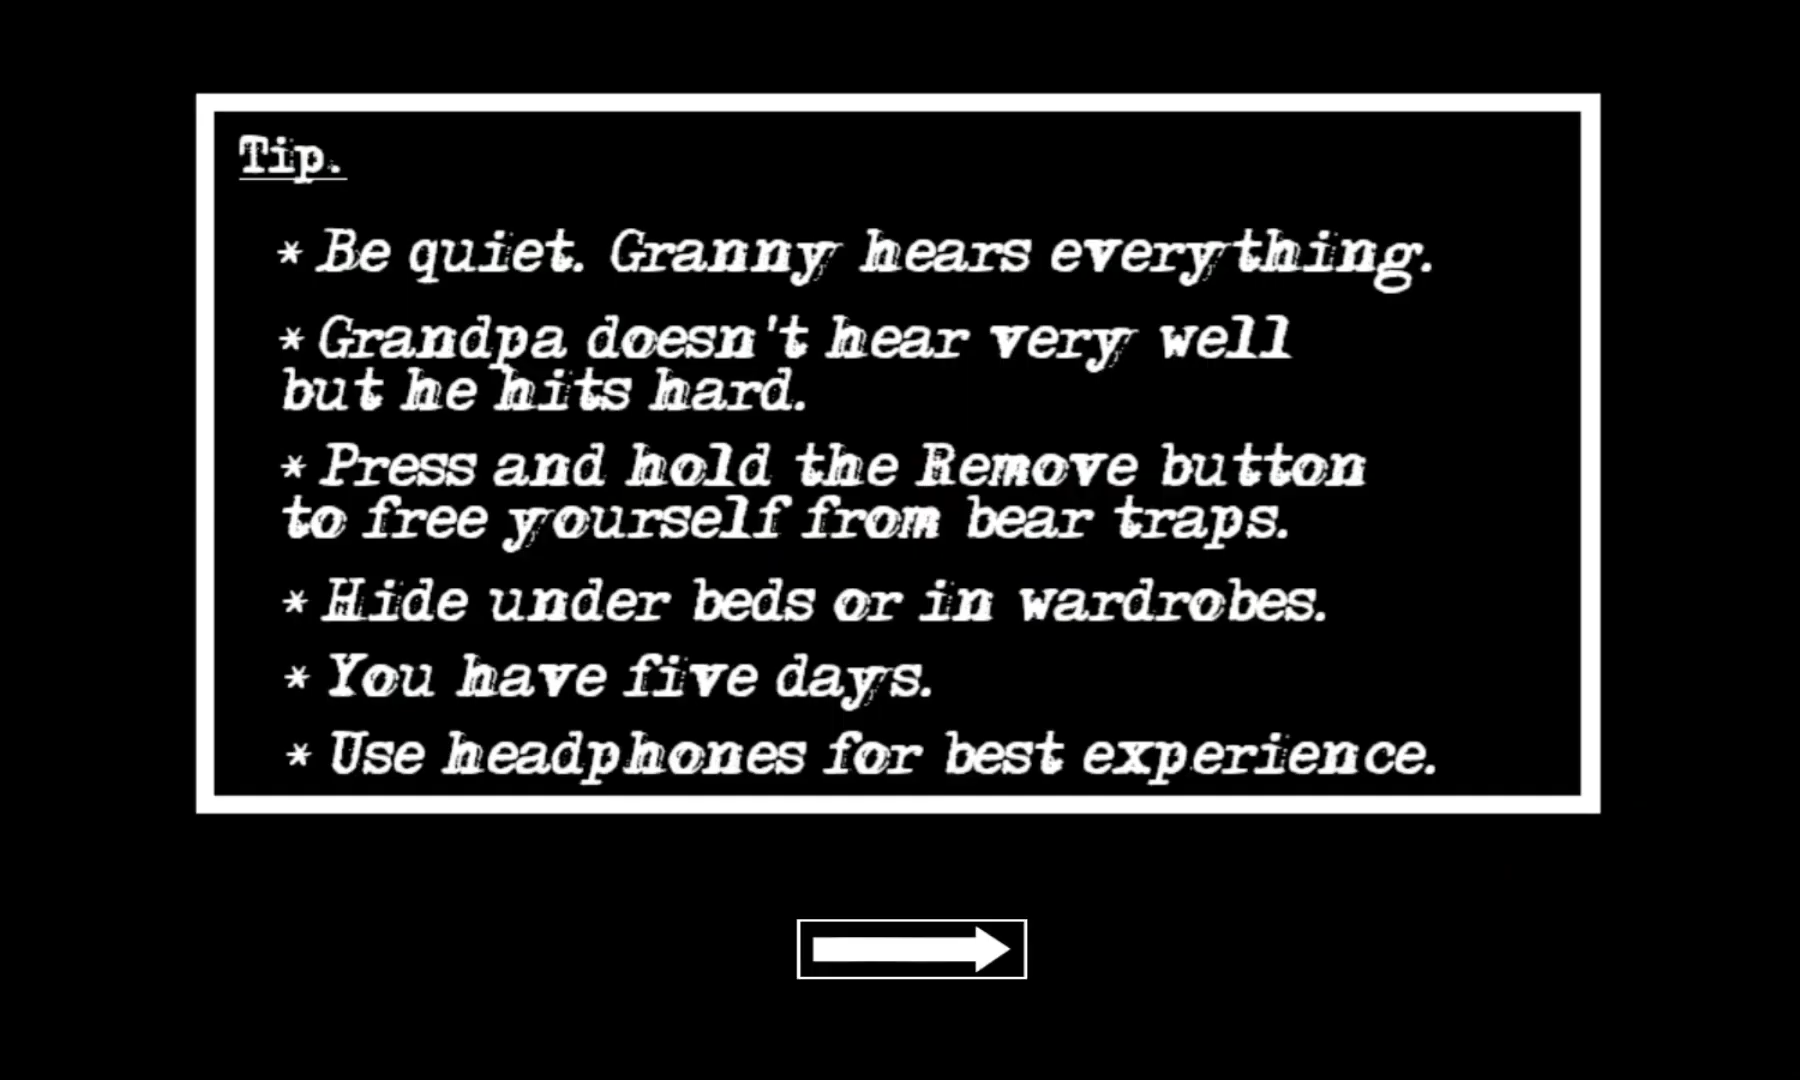 Tip.
* Be quiet. Granny hears everything.
* Grandpa doesn't hear very well
but he hits hard.
* Press and hold the Remove button
to free yourself from bear traps.
* Hide under beds or in wardrobes.
* You have five days.
* Use headphones for best experience.